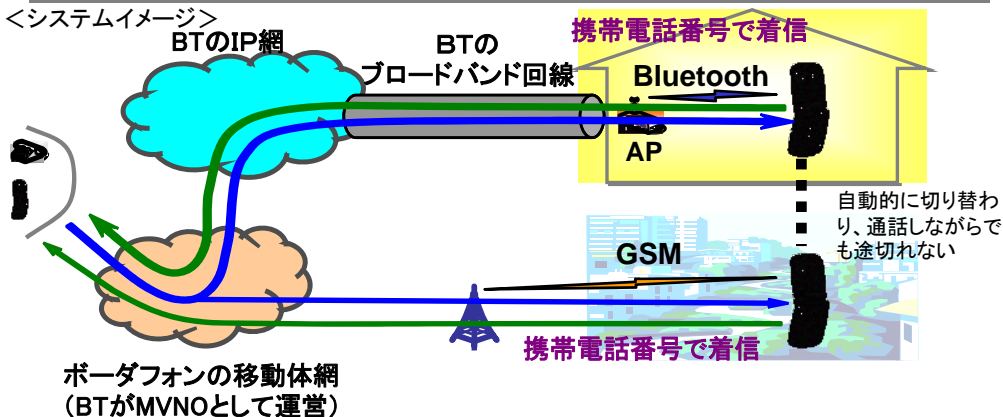 ＜システムイメージ＞
携帯電話番号で着信
BTのIP網
BTの
ブロードバンド回線
Bluetooth
AP
自動的に切り替わ
り、通話しながらで
も途切れない
GSM
携帯電話番号で着信
ボーダフォンの移動体網
（BTがMVNOとして運営）